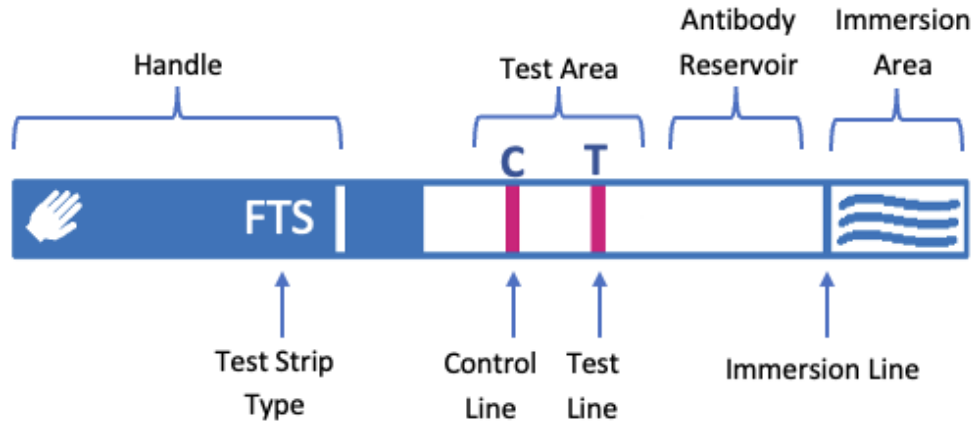 Handle
Test Area
Antibody
Reservoir
Immersion
Area
C
T
FTS
Test Strip
Type
Control
Line
Test
Line
Immersion Line